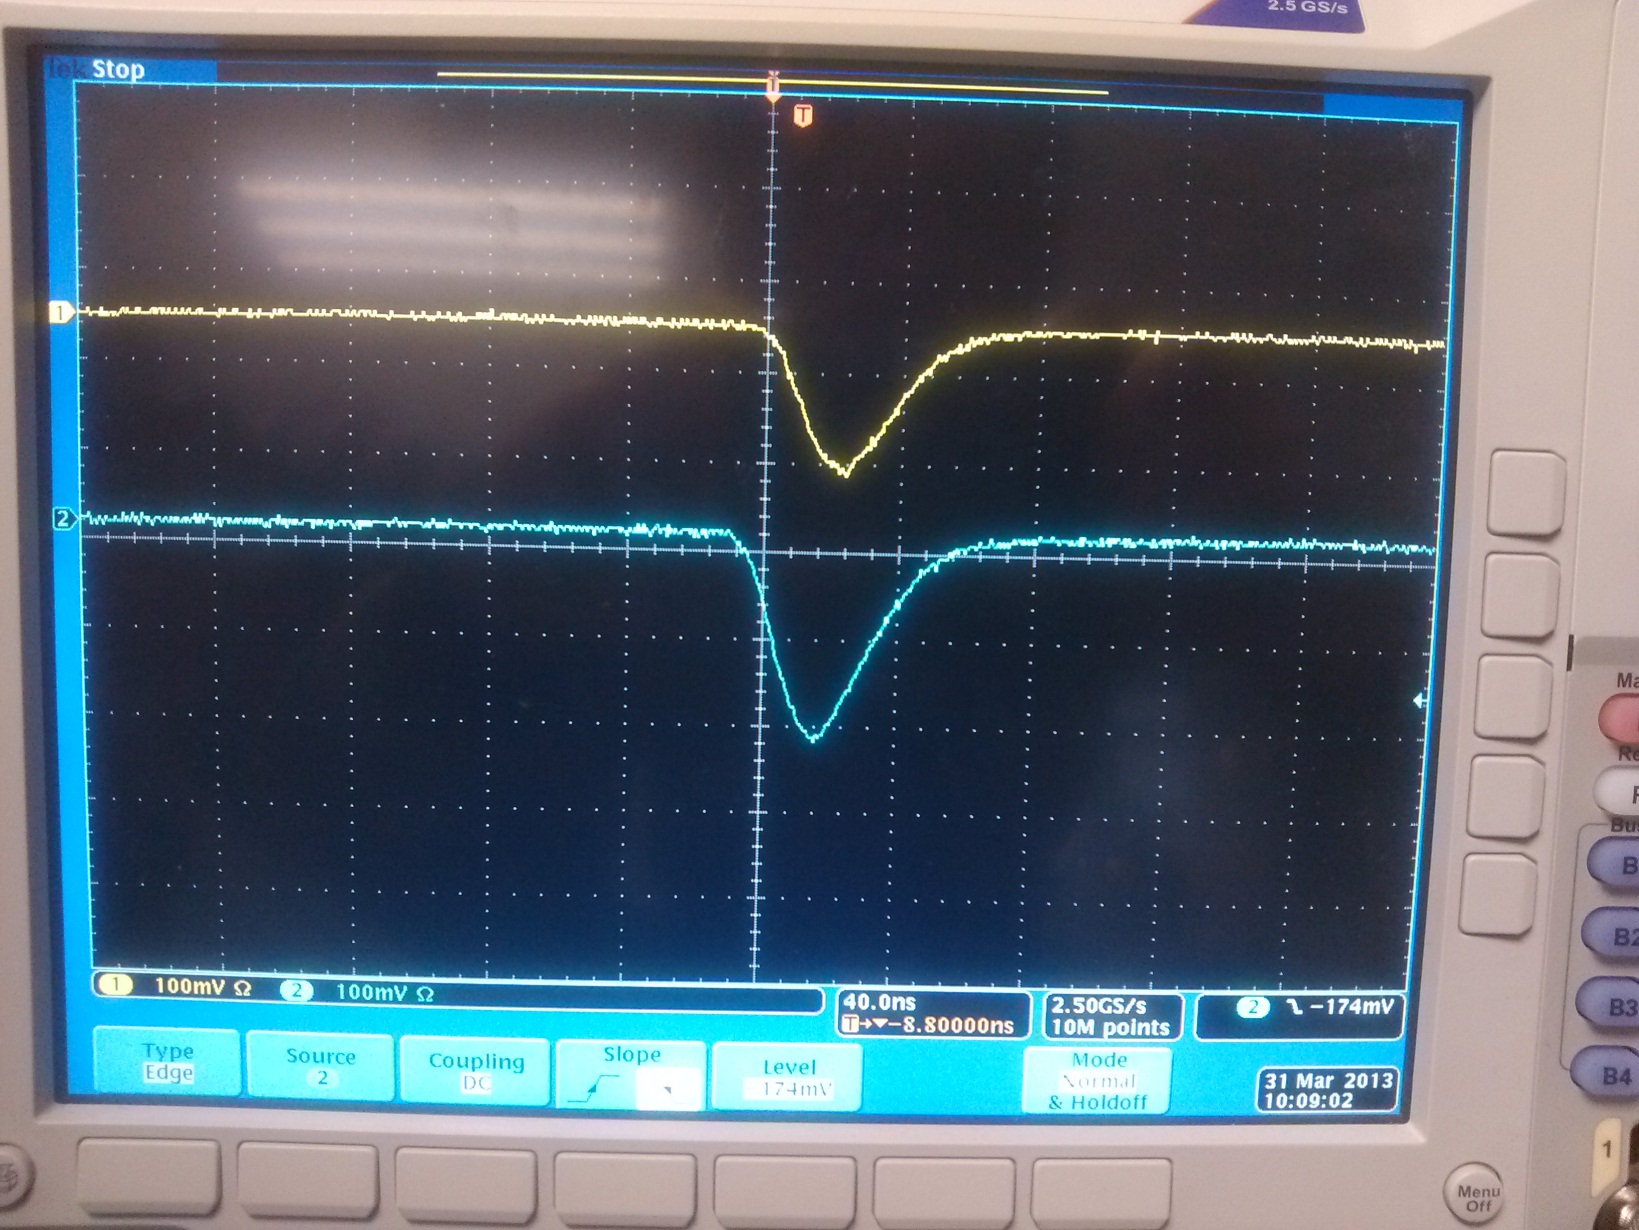 2.5 GS/s
Tek Stop
T
T
1
2
1 100mV Ω 2 100mV Ω
40.0ns
T→▼−8.80000ns
2.50GS/s
10M points
2 −174mV
Type
Edge
Source
2
Coupling
DC
Slope
Level
−174mV
Mode
Normal
& Holdoff
31 Mar 2013
10:09:02
B2
B3
B4
1
Menu
Off